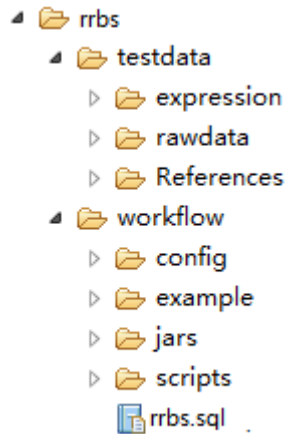 rrbs
testdata
expression
rawdata
References
workflow
config
example
jars
scripts
rrbs.sql